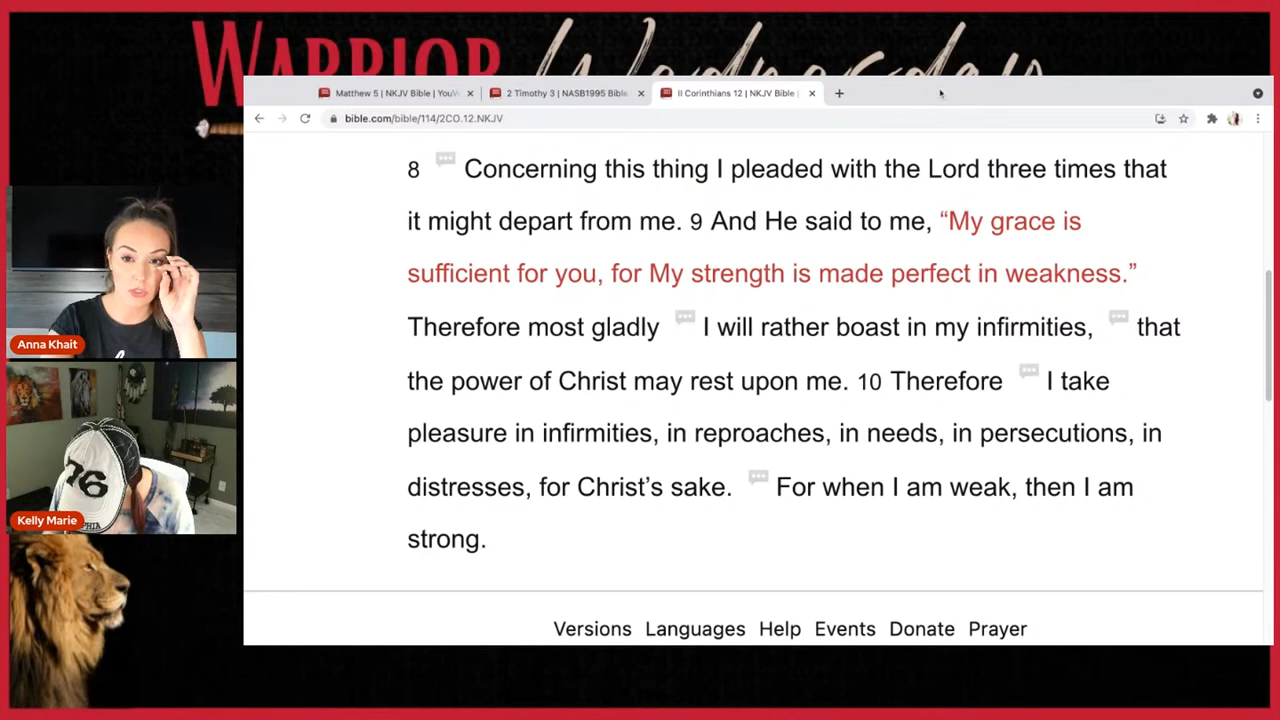 WARRIOR Wednesday
Matthew 5 | NKJV Bible | YouV
2 Timothy 3 | NASB1995 Bible
II Corinthians 12 | NKJV Bible |
bible.com/bible/114/2CO.12.NKJV
8 Concerning this thing I pleaded with the Lord three times that
it might depart from me. 9 And He said to me, “My grace is
sufficient for you, for My strength is made perfect in weakness.”
Therefore most gladly I will rather boast in my infirmities, that
the power of Christ may rest upon me. 10 Therefore I take
pleasure in infirmities, in reproaches, in needs, in persecutions, in
distresses, for Christ’s sake. For when I am weak, then I am
strong.
Versions Languages Help Events Donate Prayer
Anna Khait
76
Kelly Marie